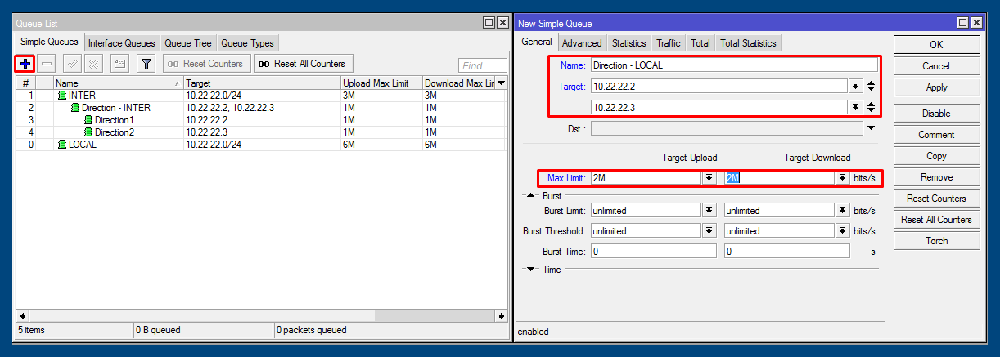 Queue List
Simple Queues Interface Queues Queue Tree Queue Types
00 Reset Counters 00 Reset All Counters Find
# Name / Target Upload Max Limit Download Max Lir
1 INTER 10.22.22.0/24 3M 3M
2 Direction - INTER 10.22.22.2, 10.22.22.3 1M 1M
3 Direction1 10.22.22.2 1M 1M
4 Direction2 10.22.22.3 1M 1M
0 LOCAL 10.22.22.0/24 6M 6M
5 items 0 B queued 0 packets queued
New Simple Queue
General Advanced Statistics Traffic Total Total Statistics
Name: Direction - LOCAL
Target: 10.22.22.2
10.22.22.3
Dst.:
Target Upload Target Download
Max Limit: 2M 2M bits/s
Burst
Burst Limit: unlimited unlimited bits/s
Burst Threshold: unlimited unlimited bits/s
Burst Time: 0 0 s
Time
OK
Cancel
Apply
Disable
Comment
Copy
Remove
Reset Counters
Reset All Counters
Torch
enabled